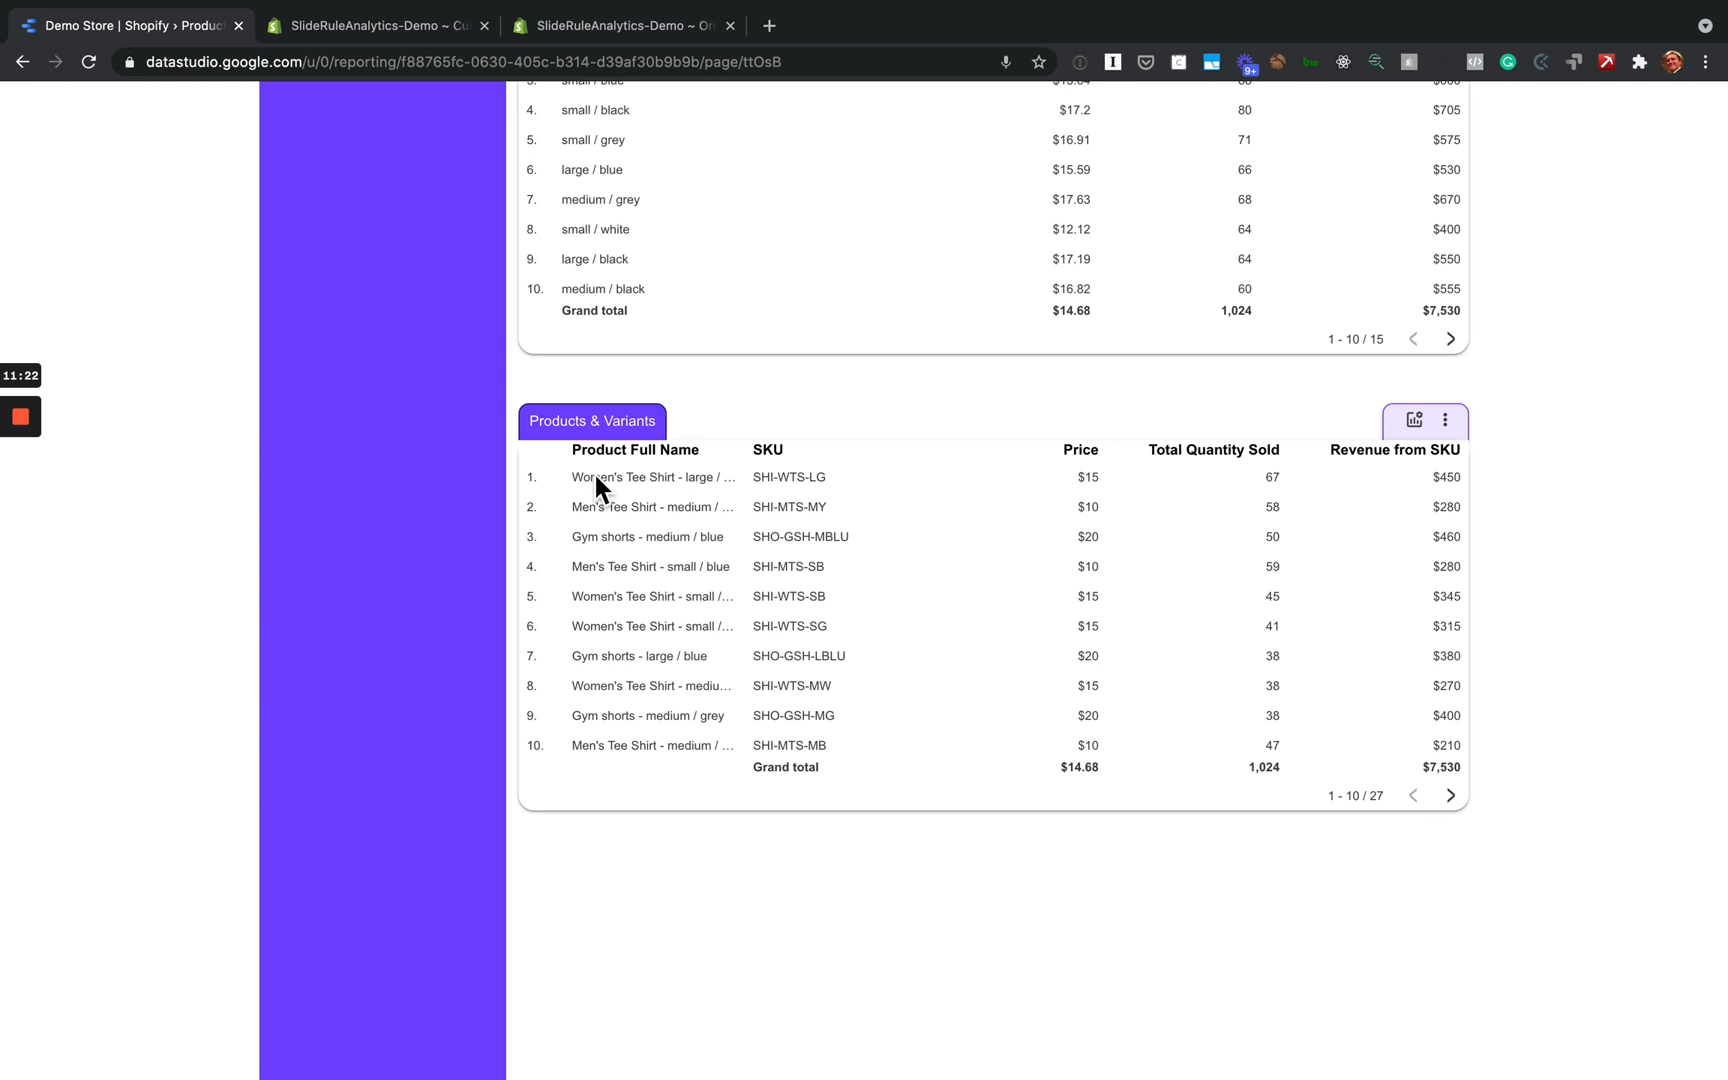 Demo Store | Shopify › Produc
SlideRuleAnalytics-Demo ~ Cu
SlideRuleAnalytics-Demo ~ Or
datastudio.google.com/u/0/reporting/f88765fc-0630-405c-b314-d39af30b9b9b/page/ttOsB
9+
3. small / blue
4. small / black $17.2 80 $705
5. small / grey $16.91 71 $575
6. large / blue $15.59 66 $530
7. medium / grey $17.63 68 $670
8. small / white $12.12 64 $400
9. large / black $17.19 64 $550
10. medium / black $16.82 60 $555
Grand total $14.68 1,024 $7,530
1 - 10 / 15
11:22
Products & Variants
Product Full Name SKU Price Total Quantity Sold Revenue from SKU
1. Women's Tee Shirt - large / ... SHI-WTS-LG $15 67 $450
2. Men's Tee Shirt - medium / ... SHI-MTS-MY $10 58 $280
3. Gym shorts - medium / blue SHO-GSH-MBLU $20 50 $460
4. Men's Tee Shirt - small / blue SHI-MTS-SB $10 59 $280
5. Women's Tee Shirt - small /... SHI-WTS-SB $15 45 $345
6. Women's Tee Shirt - small /... SHI-WTS-SG $15 41 $315
7. Gym shorts - large / blue SHO-GSH-LBLU $20 38 $380
8. Women's Tee Shirt - mediu... SHI-WTS-MW $15 38 $270
9. Gym shorts - medium / grey SHO-GSH-MG $20 38 $400
10. Men's Tee Shirt - medium / ... SHI-MTS-MB $10 47 $210
Grand total $14.68 1,024 $7,530
1 - 10 / 27